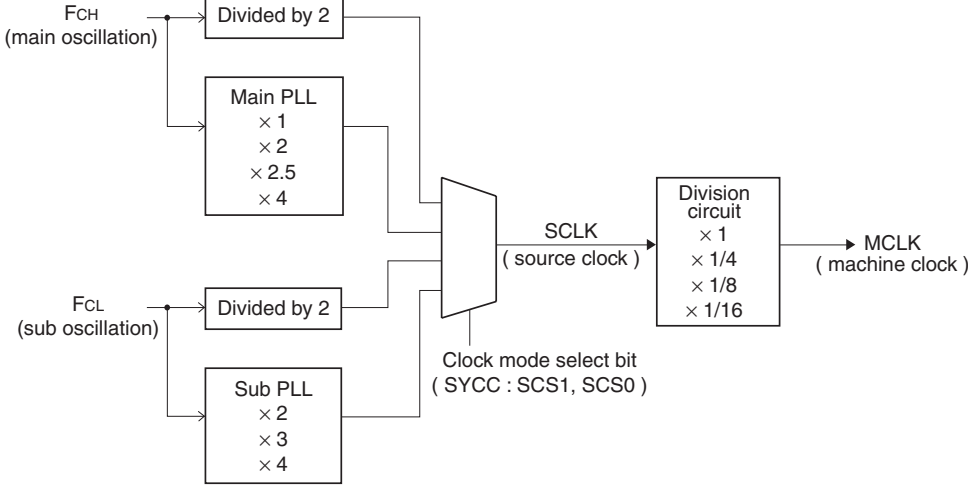 FCH
(main oscillation)
Divided by 2
Main PLL
× 1
× 2
× 2.5
× 4
FCL
(sub oscillation)
Divided by 2
Sub PLL
× 2
× 3
× 4
Clock mode select bit
( SYCC : SCS1, SCS0 )
SCLK
( source clock )
Division
circuit
× 1
× 1/4
× 1/8
× 1/16
MCLK
( machine clock )